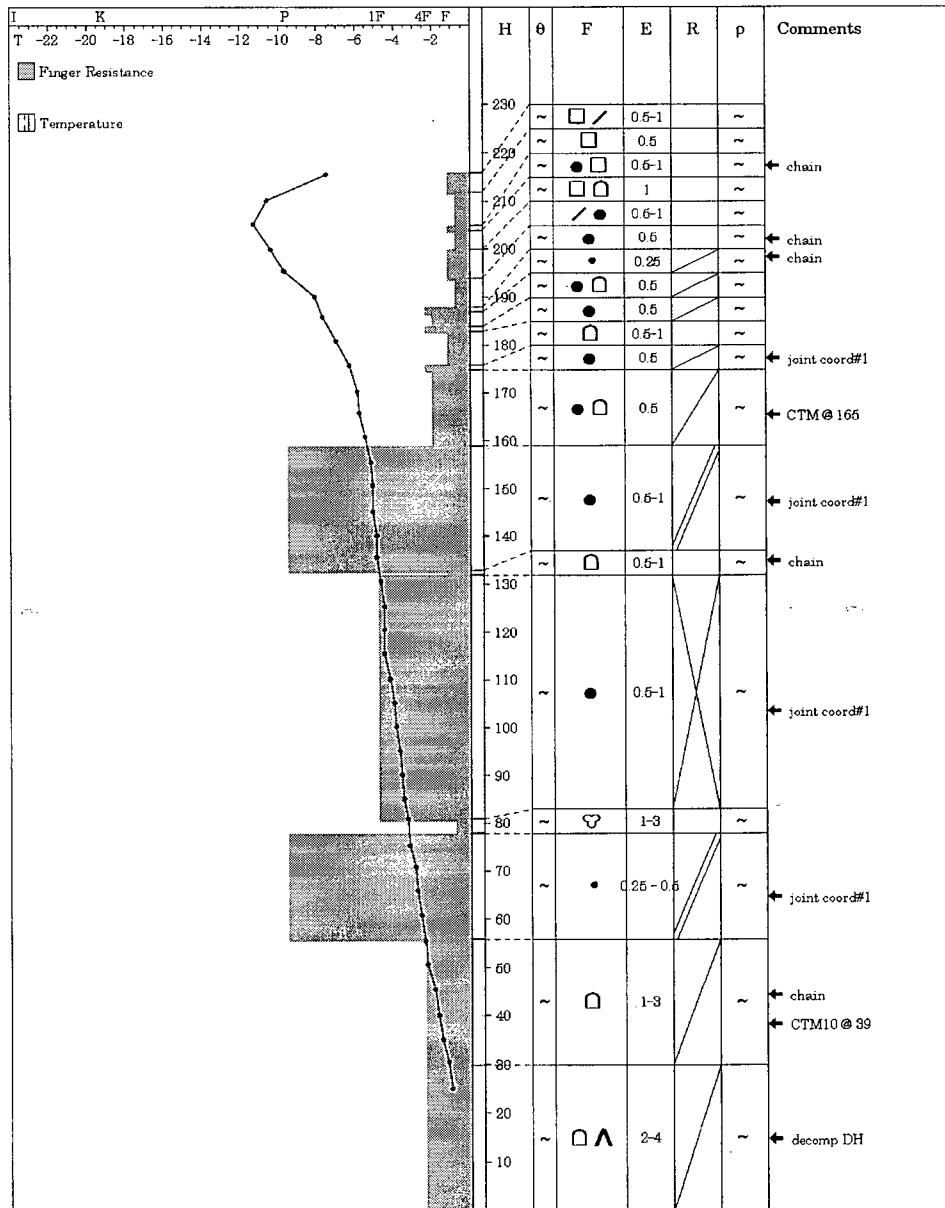 I K P 1F 4F F
T -22 -20 -18 -16 -14 -12 -10 -8 -6 -4 -2
H θ F E R ρ Comments
Finger Resistance
Temperature
230
~ 0.5-1 ~
~ 0.5 ~
220
~ 0.5-1 ~ chain
~ 1 ~
210
~ 0.5-1 ~
~ 0.5 ~ chain
200
~ 0.25 ~ chain
~ 0.5 ~
190
~ 0.5 ~
~ 0.5-1 ~
180
~ 0.5 ~ joint coord#1
170
~ 0.5 ~ CTM @ 165
160
150
~ 0.5-1 ~ joint coord#1
140
~ 0.5-1 ~ chain
130
120
110
~ 0.5-1 ~ joint coord#1
100
90
80
~ 1-3 ~
70
~ 0.25 - 0.5 ~ joint coord#1
60
50
~ 1-3 ~ chain
40
CTM10 @ 39
30
20
~ 2-4 ~ decomp DH
10